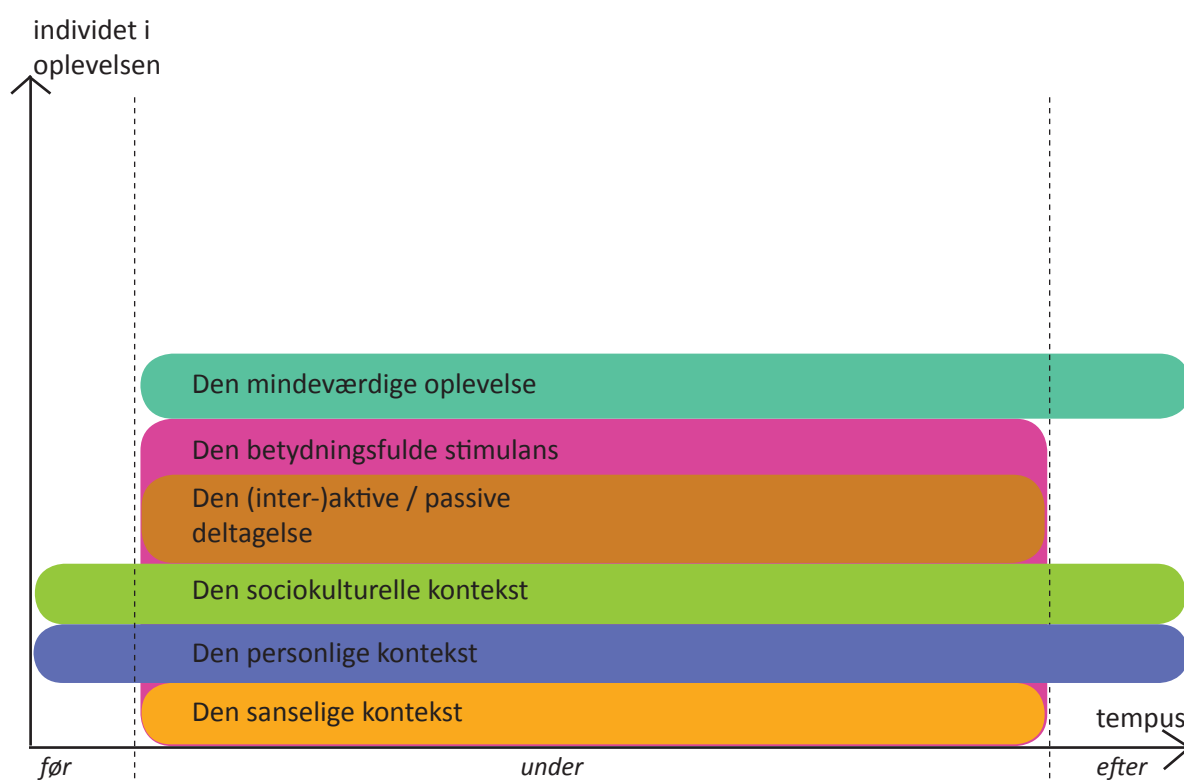 individet i
oplevelsen
Den mindeværdige oplevelse
Den betydningsfulde stimulans
Den (inter-)aktive / passive
deltagelse
Den sociokulturelle kontekst
Den personlige kontekst
Den sanselige kontekst
tempus
før
under
efter